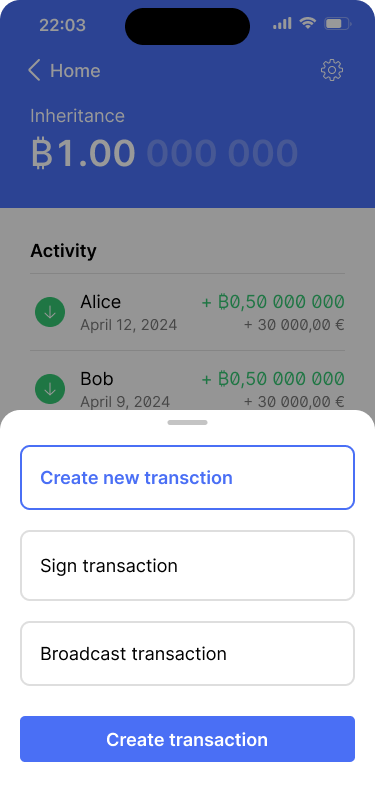 22:03
Home
Inheritance
₿1.00 000 000
Activity
Alice + ₿0,50 000 000
April 12, 2024 + 30 000,00 €
Bob + ₿0,50 000 000
April 9, 2024 + 30 000,00 €
Create new transction
Sign transaction
Broadcast transaction
Create transaction